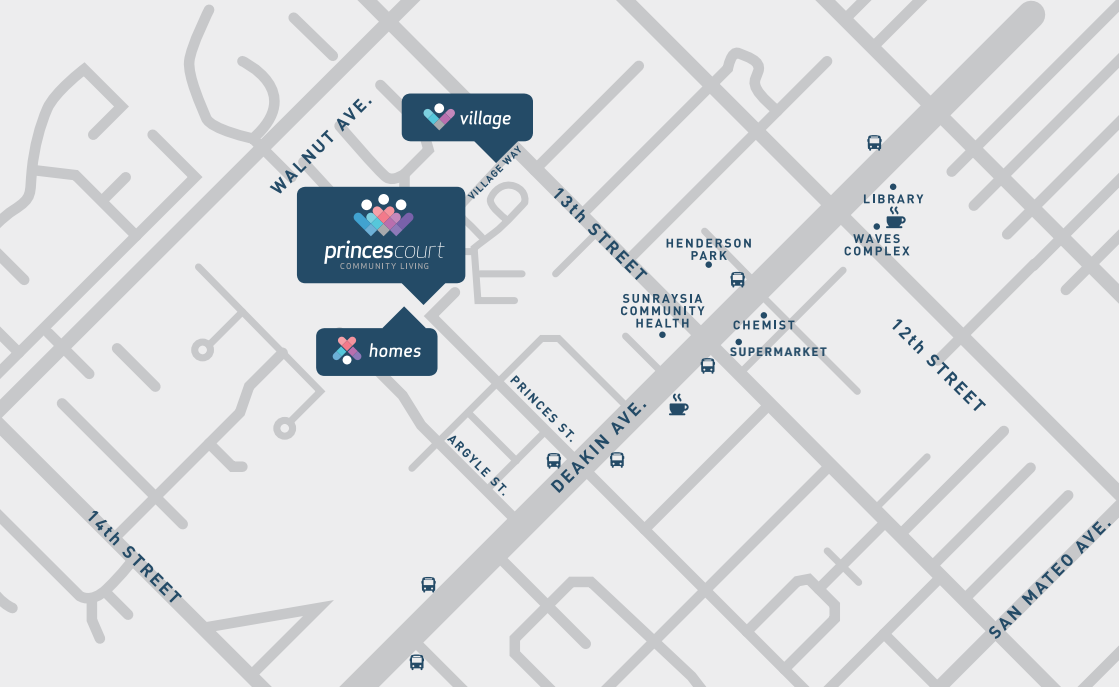 WALNUT AVE.
village
VILLAGE WAY
princescourt
COMMUNITY LIVING
homes
13th STREET
HENDERSON
PARK
SUNRAYSIA
COMMUNITY
HEALTH
LIBRARY
WAVES
COMPLEX
CHEMIST
SUPERMARKET
12th STREET
PRINCES ST.
ARGYLE ST.
DEAKIN AVE.
14th STREET
SAN MATEO AVE.